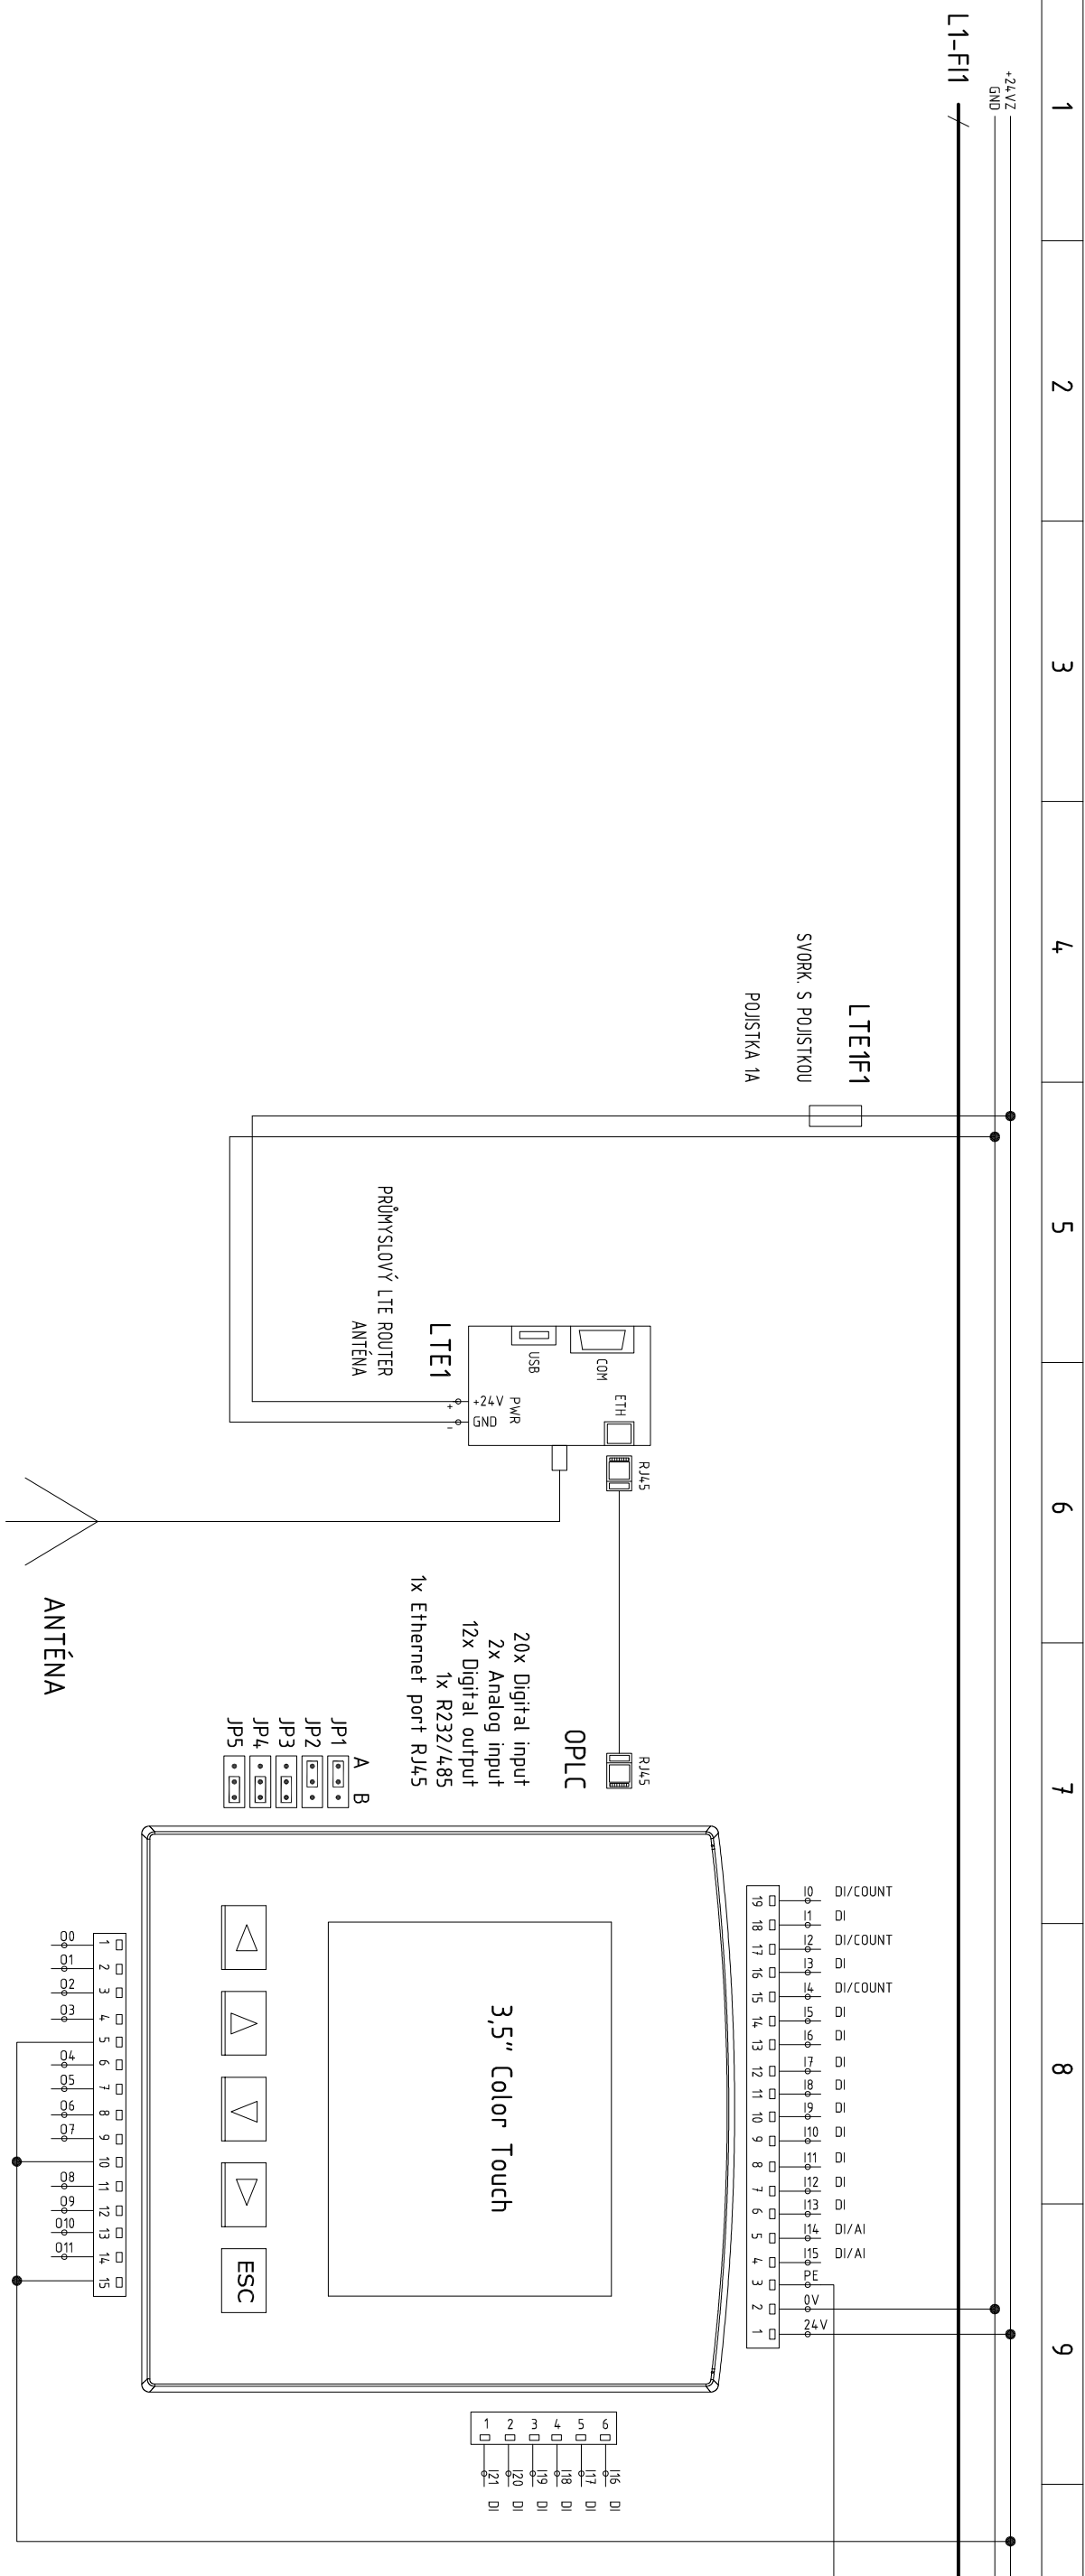 1
2
3
4
5
6
7
8
9
+24VZ
GND
L1-FI1
LTE1F1
SVORK. S POJISTKOU
POJISTKA 1A
PRŮMYSLOVÝ LTE ROUTER
ANTÉNA
LTE1
COM
USB
ETH
PWR
+24V
GND
+
-
RJ45
RJ45
ANTÉNA
OPLC
20x Digital input
2x Analog input
12x Digital output
1x R232/485
1x Ethernet port RJ45
A B
JP1
JP2
JP3
JP4
JP5
DI/COUNT DI DI/COUNT DI DI/COUNT DI DI DI DI DI DI DI DI DI DI/AI DI/AI
I0 I1 I2 I3 I4 I5 I6 I7 I8 I9 I10 I11 I12 I13 I14 I15 PE 0V 24V
19 18 17 16 15 14 13 12 11 10 9 8 7 6 5 4 3 2 1
3,5" Color Touch
ESC
1 2 3 4 5 6 7 8 9 10 11 12 13 14 15
O0 O1 O2 O3 O4 O5 O6 O7 O8 O9 O10 O11
6 I16 DI
5 I17 DI
4 I18 DI
3 I19 DI
2 I20 DI
1 I21 DI